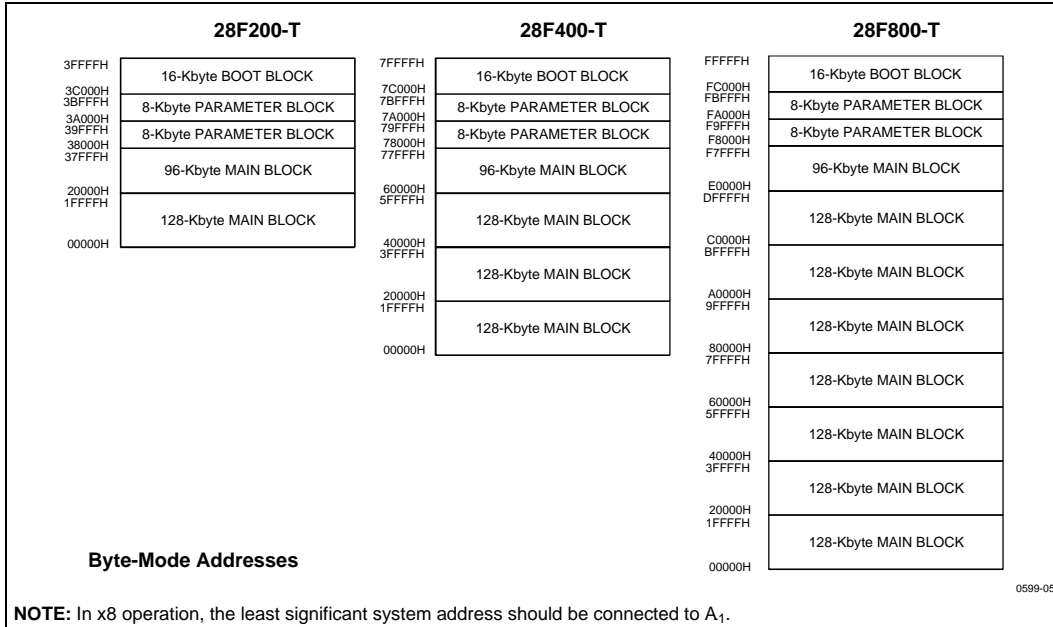 28F200-T
3FFFFH
16-Kbyte BOOT BLOCK
3C000H
3BFFFH
8-Kbyte PARAMETER BLOCK
3A000H
39FFFH
8-Kbyte PARAMETER BLOCK
38000H
37FFFH
96-Kbyte MAIN BLOCK
20000H
1FFFFH
128-Kbyte MAIN BLOCK
00000H
28F400-T
7FFFFH
16-Kbyte BOOT BLOCK
7C000H
7BFFFH
8-Kbyte PARAMETER BLOCK
7A000H
79FFFH
8-Kbyte PARAMETER BLOCK
78000H
77FFFH
96-Kbyte MAIN BLOCK
60000H
5FFFFH
128-Kbyte MAIN BLOCK
40000H
3FFFFH
128-Kbyte MAIN BLOCK
20000H
1FFFFH
128-Kbyte MAIN BLOCK
00000H
28F800-T
FFFFFH
16-Kbyte BOOT BLOCK
FC000H
FBFFFH
8-Kbyte PARAMETER BLOCK
FA000H
F9FFFH
8-Kbyte PARAMETER BLOCK
F8000H
F7FFFH
96-Kbyte MAIN BLOCK
E0000H
DFFFFH
128-Kbyte MAIN BLOCK
C0000H
BFFFFH
128-Kbyte MAIN BLOCK
A0000H
9FFFFH
128-Kbyte MAIN BLOCK
80000H
7FFFFH
128-Kbyte MAIN BLOCK
60000H
5FFFFH
128-Kbyte MAIN BLOCK
40000H
3FFFFH
128-Kbyte MAIN BLOCK
20000H
1FFFFH
128-Kbyte MAIN BLOCK
00000H
Byte-Mode Addresses
0599-05
NOTE: In x8 operation, the least significant system address should be connected to A₁.